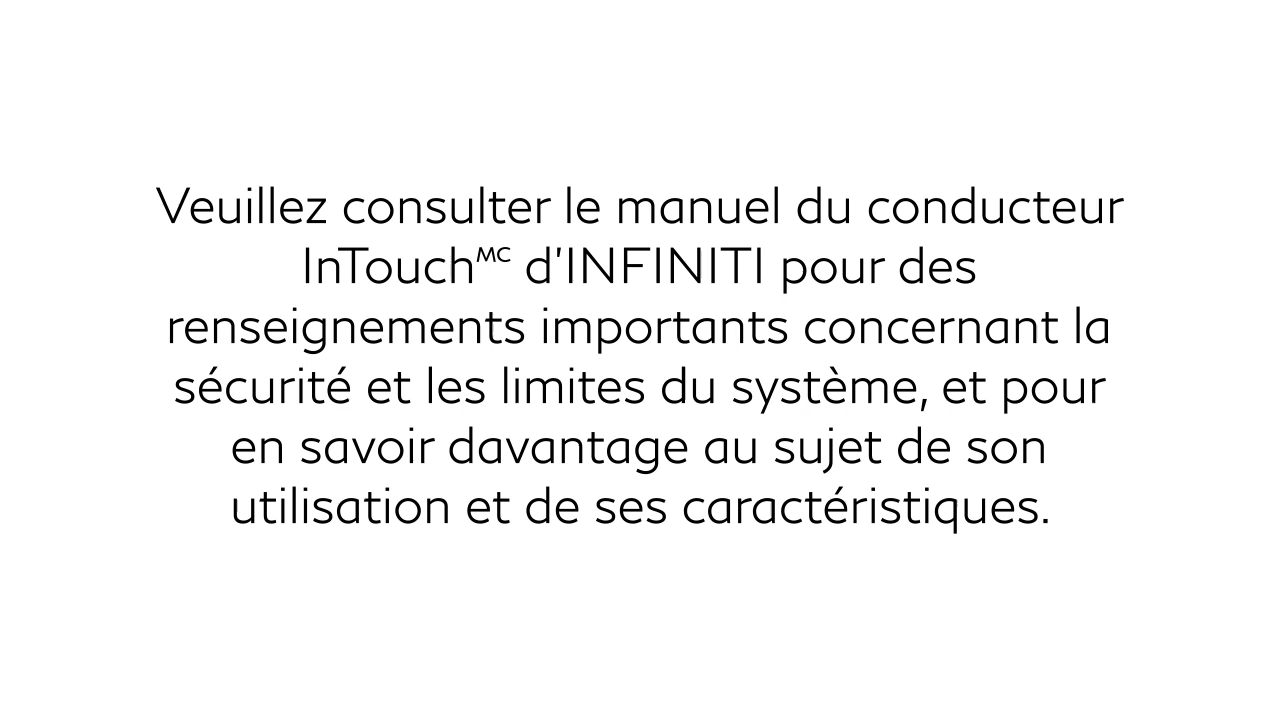 Veuillez consulter le manuel du conducteur
InTouchᴹᶜ d'INFINITI pour des
renseignements importants concernant la
sécurité et les limites du système, et pour
en savoir davantage au sujet de son
utilisation et de ses caractéristiques.